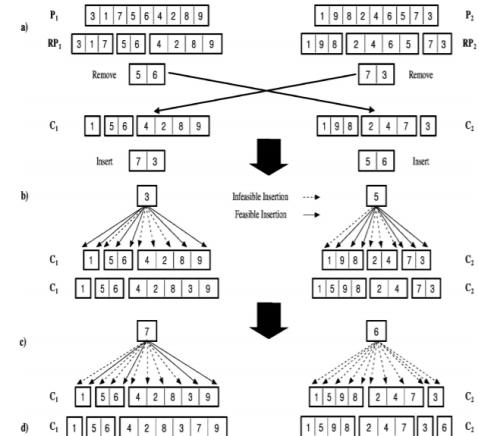 P1 3 1 7 5 6 4 2 8 9 1 9 8 2 4 6 5 7 3 P2
a)
RP1 3 1 7 5 6 4 2 8 9 1 9 8 2 4 6 5 7 3 RP2
Remove 5 6 7 3 Remove
C1 1 5 6 4 2 8 9 1 9 8 2 4 7 3 C2
Insert 7 3 5 6 Insert
b) 3 Infeasible Insertion 5
Feasible Insertion
C1 1 5 6 4 2 8 9 1 9 8 2 4 7 3 C2
C1 1 5 6 4 2 8 3 9 1 5 9 8 2 4 7 3 C2
c) 7 6
C1 1 5 6 4 2 8 3 9 1 5 9 8 2 4 7 3 C2
d) C1 1 5 6 4 2 8 3 7 9 1 5 9 8 2 4 7 3 6 C2